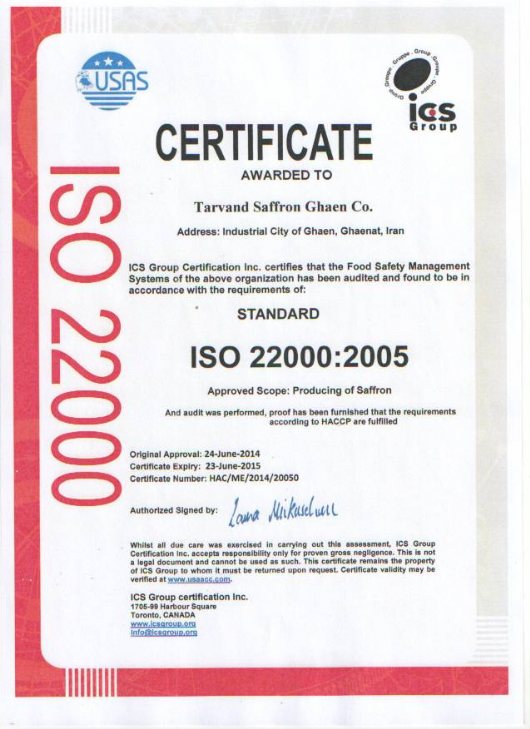 USAS
Groupe . Gruppe . Group . Groupe . Gruppe . Group
ics
Group
ISO 22000
CERTIFICATE
AWARDED TO
Tarvand Saffron Ghaen Co.
Address: Industrial City of Ghaen, Ghaenat, Iran
ICS Group Certification Inc. certifies that the Food Safety Management
Systems of the above organization has been audited and found to be in
accordance with the requirements of:
STANDARD
ISO 22000:2005
Approved Scope: Producing of Saffron
And audit was performed, proof has been furnished that the requirements
according to HACCP are fulfilled
Original Approval: 24-June-2014
Certificate Expiry: 23-June-2015
Certificate Number: HAC/ME/2014/20050
Authorized Signed by:
Whilst all due care was exercised in carrying out this assessment, ICS Group
Certification Inc. accepts responsibility only for proven gross negligence. This is not
a legal document and cannot be used as such. This certificate remains the property
of ICS Group to whom it must be returned upon request. Certificate validity may be
verified at www.usaacc.com.
ICS Group certification Inc.
1705-99 Harbour Square
Toronto, CANADA
www.icsgroup.org
info@icsgroup.org